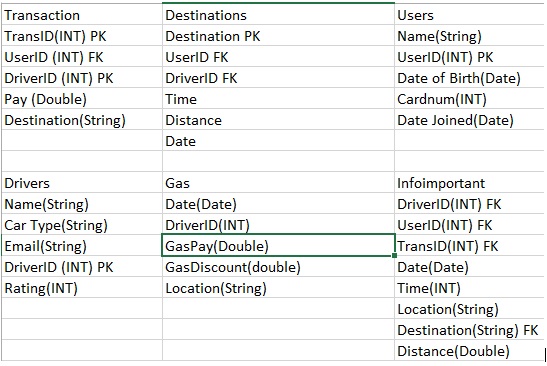 Transaction
TransID(INT) PK
UserID (INT) FK
DriverID (INT) PK
Pay (Double)
Destination(String)
Destinations
Destination PK
UserID FK
DriverID FK
Time
Distance
Date
Users
Name(String)
UserID(INT) PK
Date of Birth(Date)
Cardnum(INT)
Date Joined(Date)
Drivers
Name(String)
Car Type(String)
Email(String)
DriverID (INT) PK
Rating(INT)
Gas
Date(Date)
DriverID(INT)
GasPay(Double)
GasDiscount(double)
Location(String)
Infoimportant
DriverID(INT) FK
UserID(INT) FK
TransID(INT) FK
Date(Date)
Time(INT)
Location(String)
Destination(String) FK
Distance(Double)